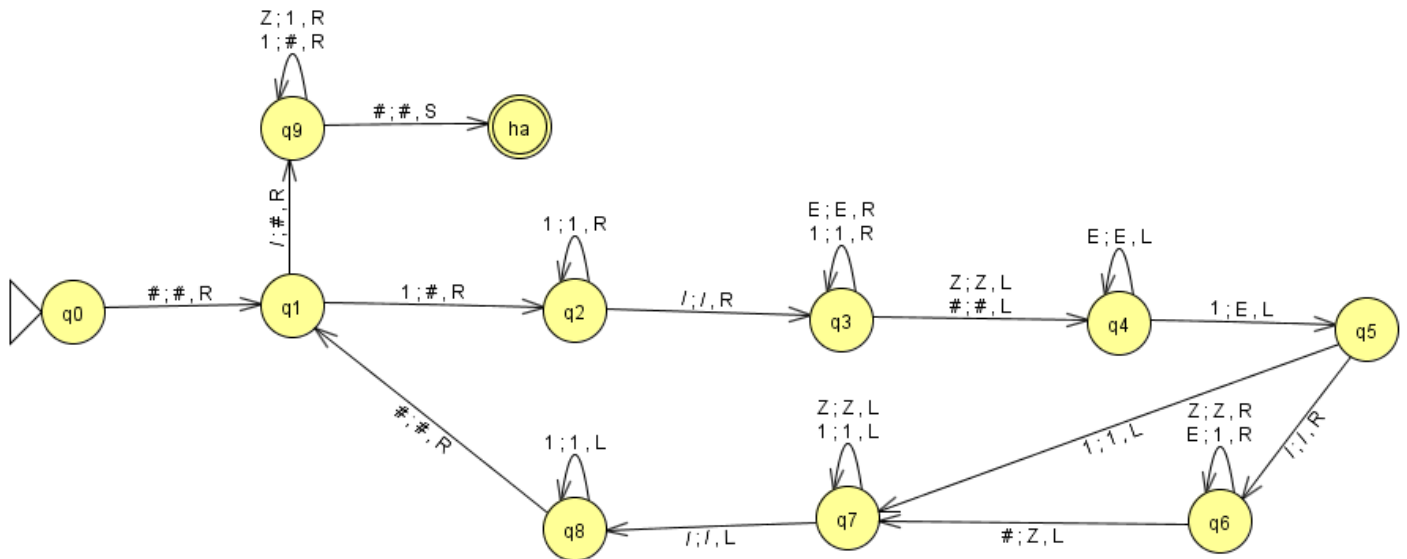 Z ; 1 , R
1 ; # , R
q9
# ; # , S
ha
/ ; # , R
E ; E , R
1 ; 1 , R
1 ; 1 , R
E ; E , L
q0
# ; # , R
q1
1 ; # , R
q2
/ ; / , R
q3
Z ; Z , L
# ; # , L
q4
1 ; E , L
q5
# ; # , R
1 ; 1 , L
Z ; Z , L
1 ; 1 , L
1 ; 1 , L
Z ; Z , R
E ; 1 , R
/ ; / , R
q8
/ ; / , L
q7
# ; Z , L
q6